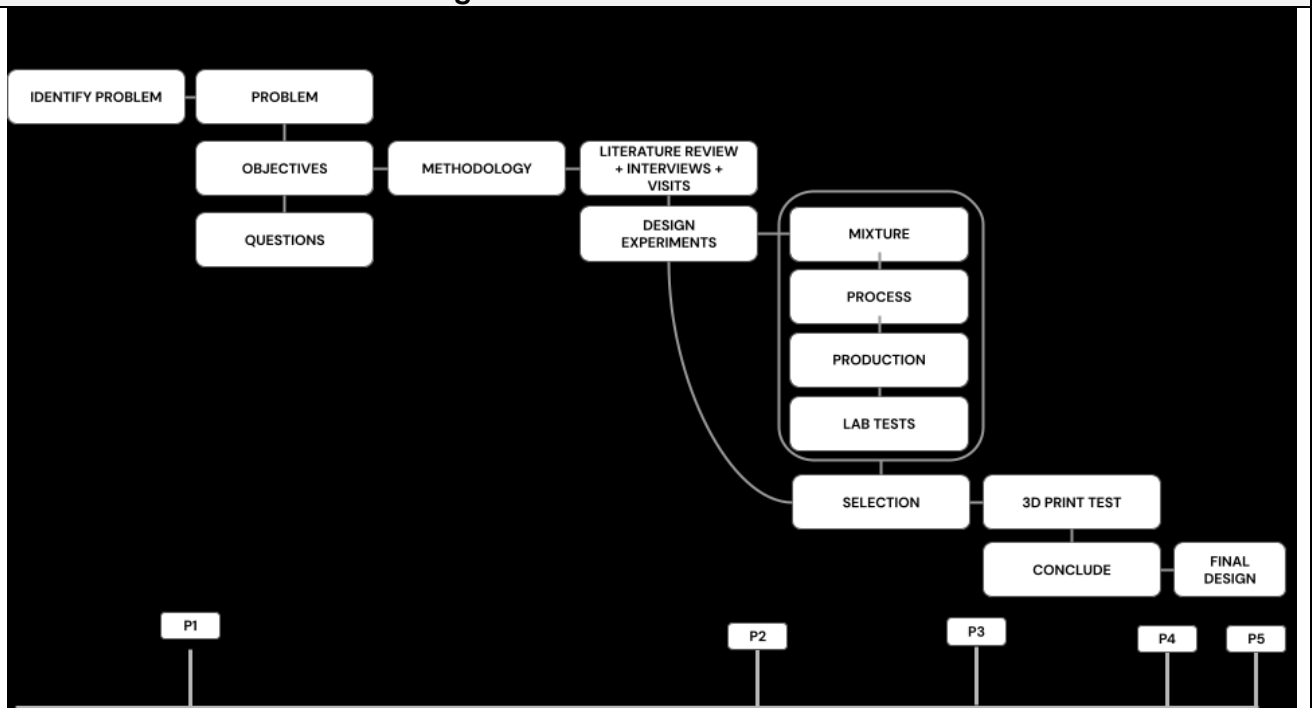 IDENTIFY PROBLEM
PROBLEM
OBJECTIVES
METHODOLOGY
LITERATURE REVIEW
+ INTERVIEWS +
VISITS
QUESTIONS
DESIGN
EXPERIMENTS
MIXTURE
PROCESS
PRODUCTION
LAB TESTS
SELECTION
3D PRINT TEST
CONCLUDE
FINAL
DESIGN
P1
P2
P3
P4
P5